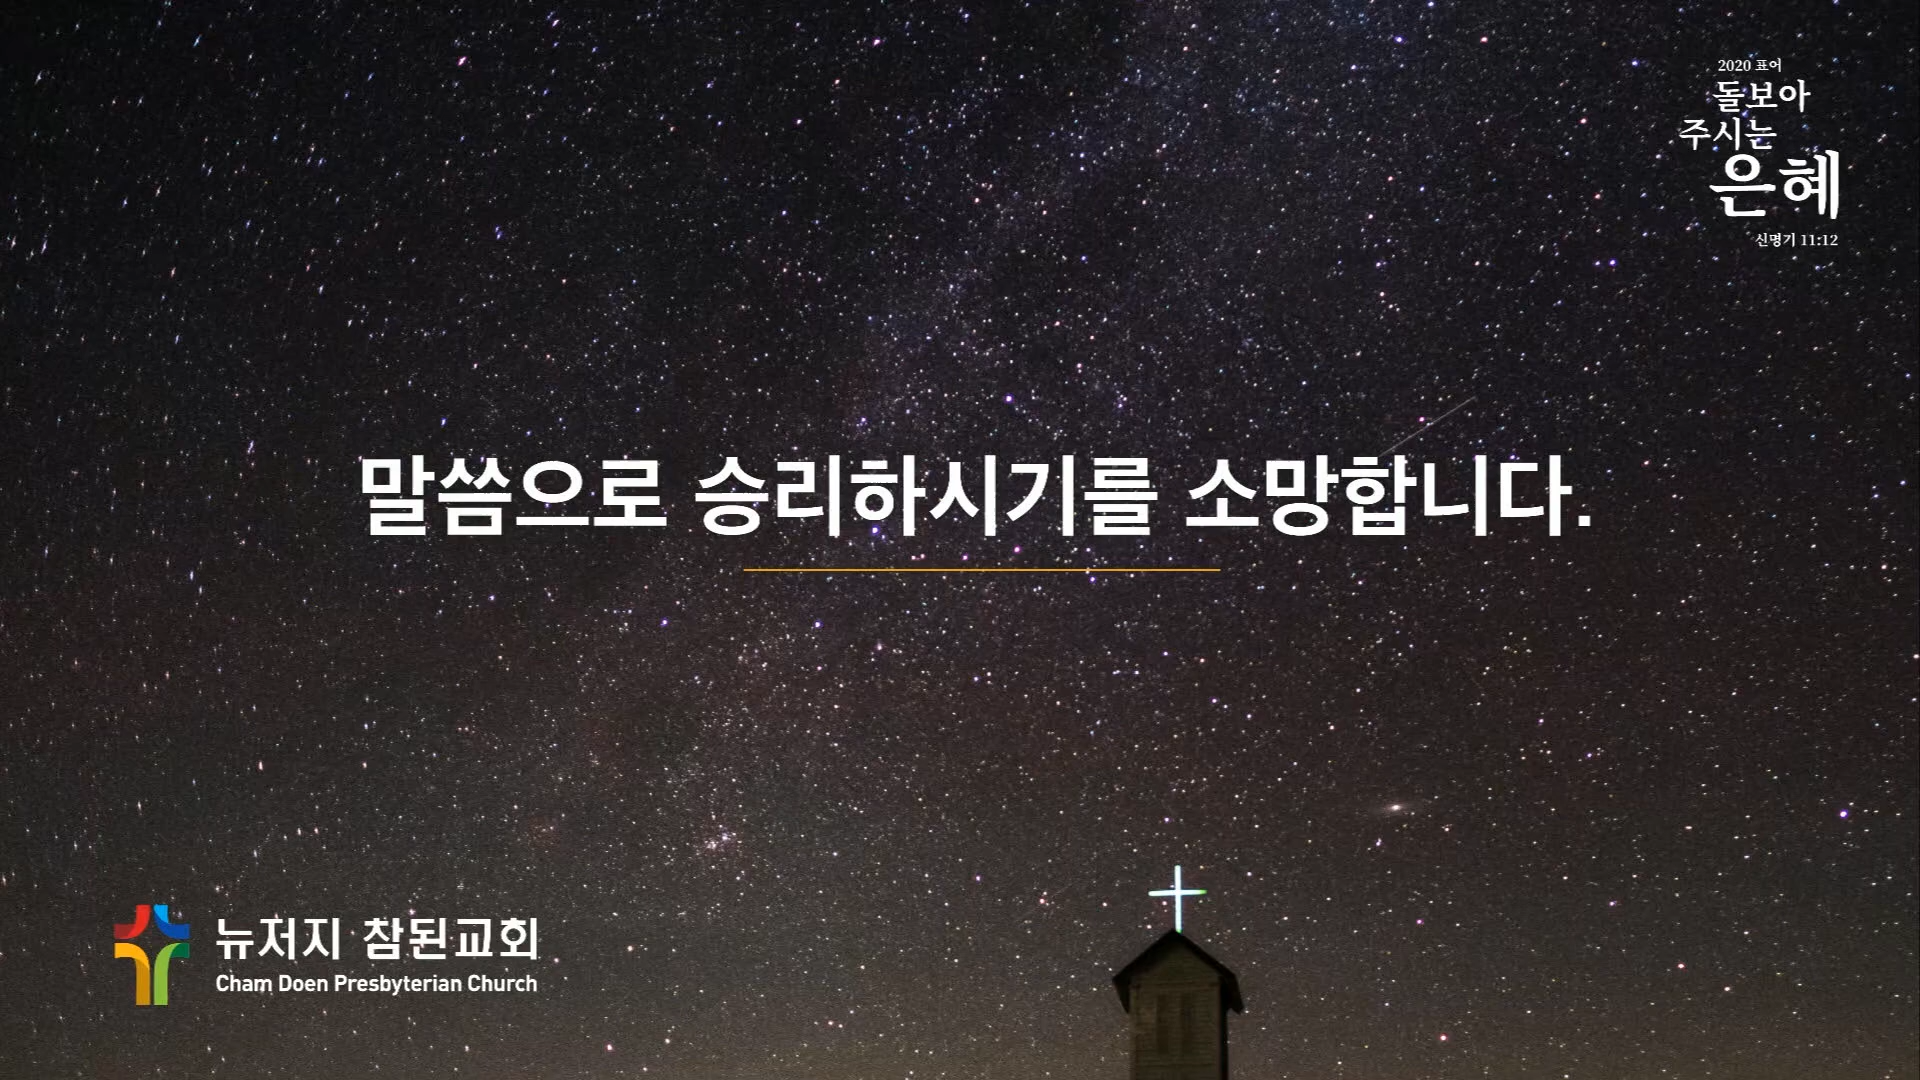 2020 표어
돌보아
주시는
은혜
신명기 11:12
말씀으로 승리하시기를 소망합니다.
뉴저지 참된교회
Cham Doen Presbyterian Church